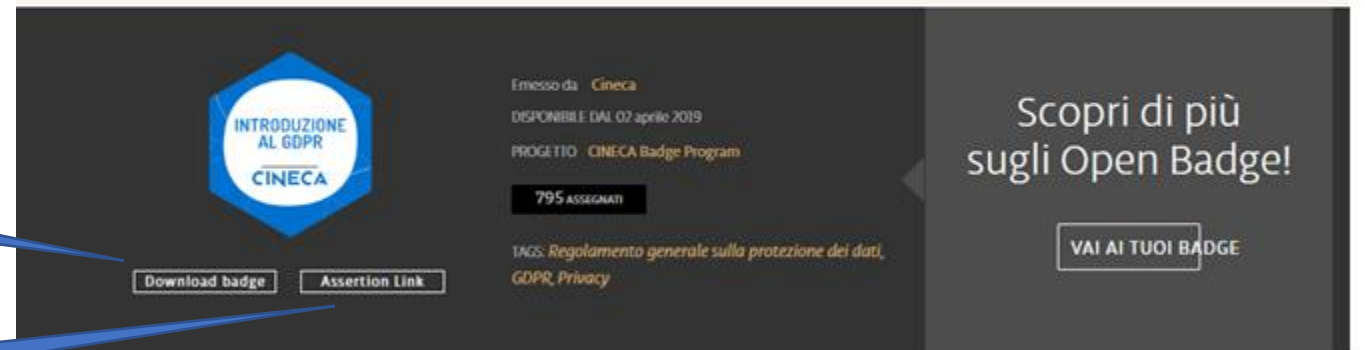 INTRODUZIONE
AL GDPR
CINECA
Download badge
Assertion Link
Emesso da Cineca
DISPONIBILE DAL 02 aprile 2019
PROGETTO CINECA Badge Program
795 ASSEGNATI
TAGS: Regolamento generale sulla protezione dei dati,
GDPR, Privacy
Scopri di più
sugli Open Badge!
VAI AI TUOI BADGE